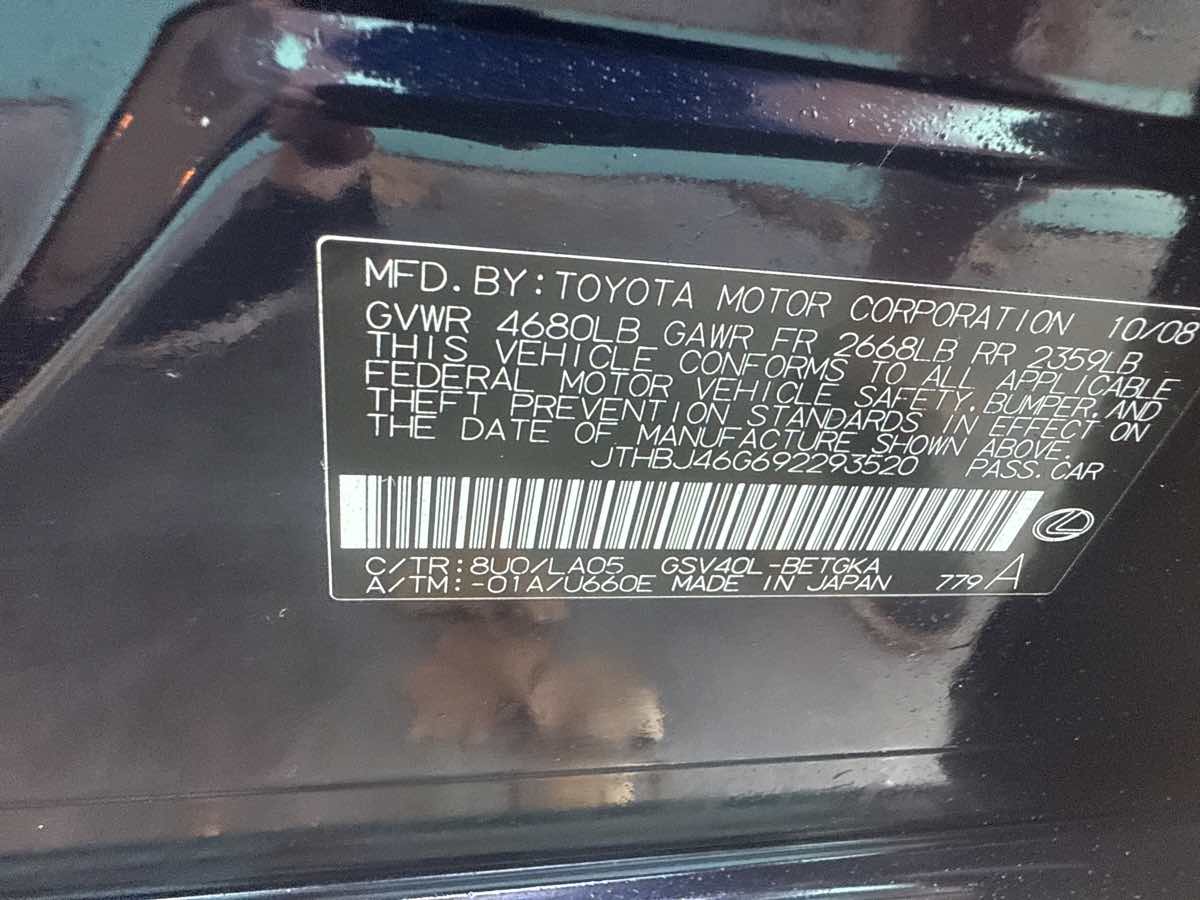 MFD. BY: TOYOTA MOTOR CORPORATION 10/08
GVWR 4680LB GAWR FR 2668LB RR 2359LB
THIS VEHICLE CONFORMS TO ALL APPLICABLE
FEDERAL MOTOR VEHICLE SAFETY, BUMPER, AND
THEFT PREVENTION STANDARDS IN EFFECT ON
THE DATE OF MANUFACTURE SHOWN ABOVE.
JTHBJ46G692293520 PASS. CAR
C/TR: 8U0/LA05 GSV40L-BETGKA
A/TM: -01A/U660E MADE IN JAPAN 779 A